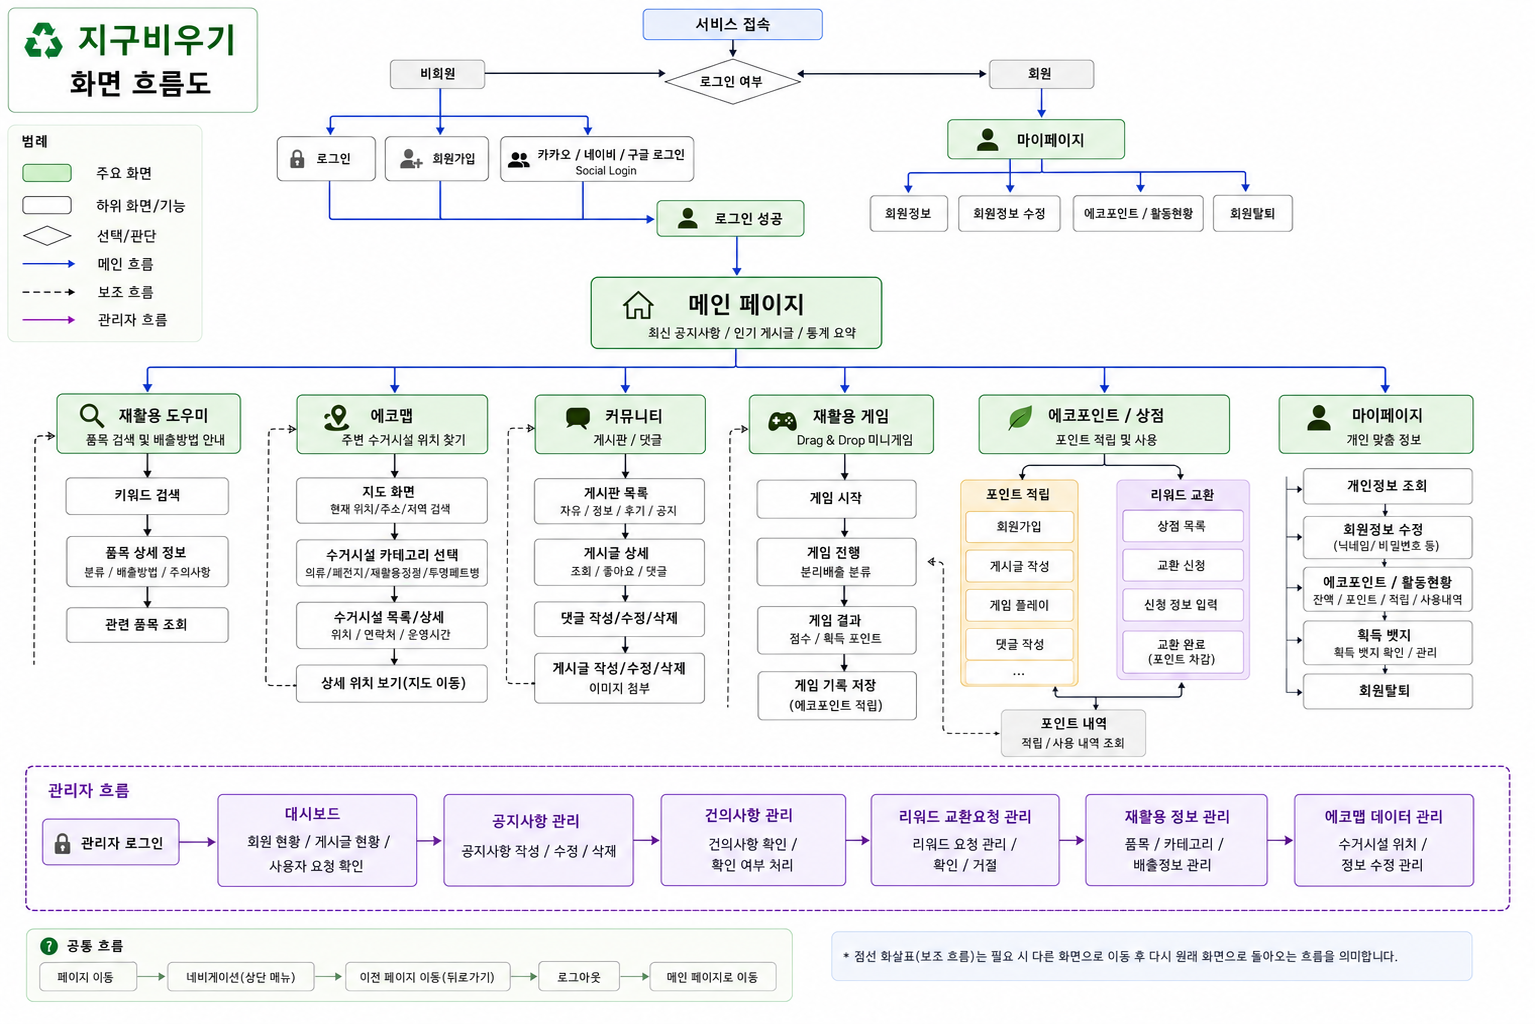 지구비우기
화면 흐름도
범례
주요 화면
하위 화면/기능
선택/판단
메인 흐름
보조 흐름
관리자 흐름
서비스 접속
비회원
로그인 여부
회원
로그인
회원가입
카카오 / 네이비 / 구글 로그인
Social Login
마이페이지
회원정보
회원정보 수정
에코포인트 / 활동현황
회원탈퇴
로그인 성공
메인 페이지
최신 공지사항 / 인기 게시글 / 통계 요약
재활용 도우미
품목 검색 및 배출방법 안내
키워드 검색
품목 상세 정보
분류 / 배출방법 / 주의사항
관련 품목 조회
에코맵
주변 수거시설 위치 찾기
지도 화면
현재 위치/주소/지역 검색
수거시설 카테고리 선택
의류/폐전지/재활용정점/투명페트병
수거시설 목록/상세
위치 / 연락처 / 운영시간
상세 위치 보기(지도 이동)
커뮤니티
게시판 / 댓글
게시판 목록
자유 / 정보 / 후기 / 공지
게시글 상세
조회 / 좋아요 / 댓글
댓글 작성/수정/삭제
게시글 작성/수정/삭제
이미지 첨부
재활용 게임
Drag & Drop 미니게임
게임 시작
게임 진행
분리배출 분류
게임 결과
점수 / 획득 포인트
게임 기록 저장
(에코포인트 적립)
에코포인트 / 상점
포인트 적립 및 사용
포인트 적립
회원가입
게시글 작성
게임 플레이
댓글 작성
...
리워드 교환
상점 목록
교환 신청
신청 정보 입력
교환 완료
(포인트 차감)
포인트 내역
적립 / 사용 내역 조회
마이페이지
개인 맞춤 정보
개인정보 조회
회원정보 수정
(닉네임/ 비밀번호 등)
에코포인트 / 활동현황
잔액 / 포인트 / 적립 / 사용내역
획득 뱃지
획득 뱃지 확인 / 관리
회원탈퇴
관리자 흐름
관리자 로그인
대시보드
회원 현황 / 게시글 현황 /
사용자 요청 확인
공지사항 관리
공지사항 작성 / 수정 / 삭제
건의사항 관리
건의사항 확인 /
확인 여부 처리
리워드 교환요청 관리
리워드 요청 관리 /
확인 / 거절
재활용 정보 관리
품목 / 카테고리 /
배출정보 관리
에코맵 데이터 관리
수거시설 위치 /
정보 수정 관리
? 공통 흐름
페이지 이동
네비게이션(상단 메뉴)
이전 페이지 이동(뒤로가기)
로그아웃
메인 페이지로 이동
* 점선 화살표(보조 흐름)는 필요 시 다른 화면으로 이동 후 다시 원래 화면으로 돌아오는 흐름을 의미합니다.